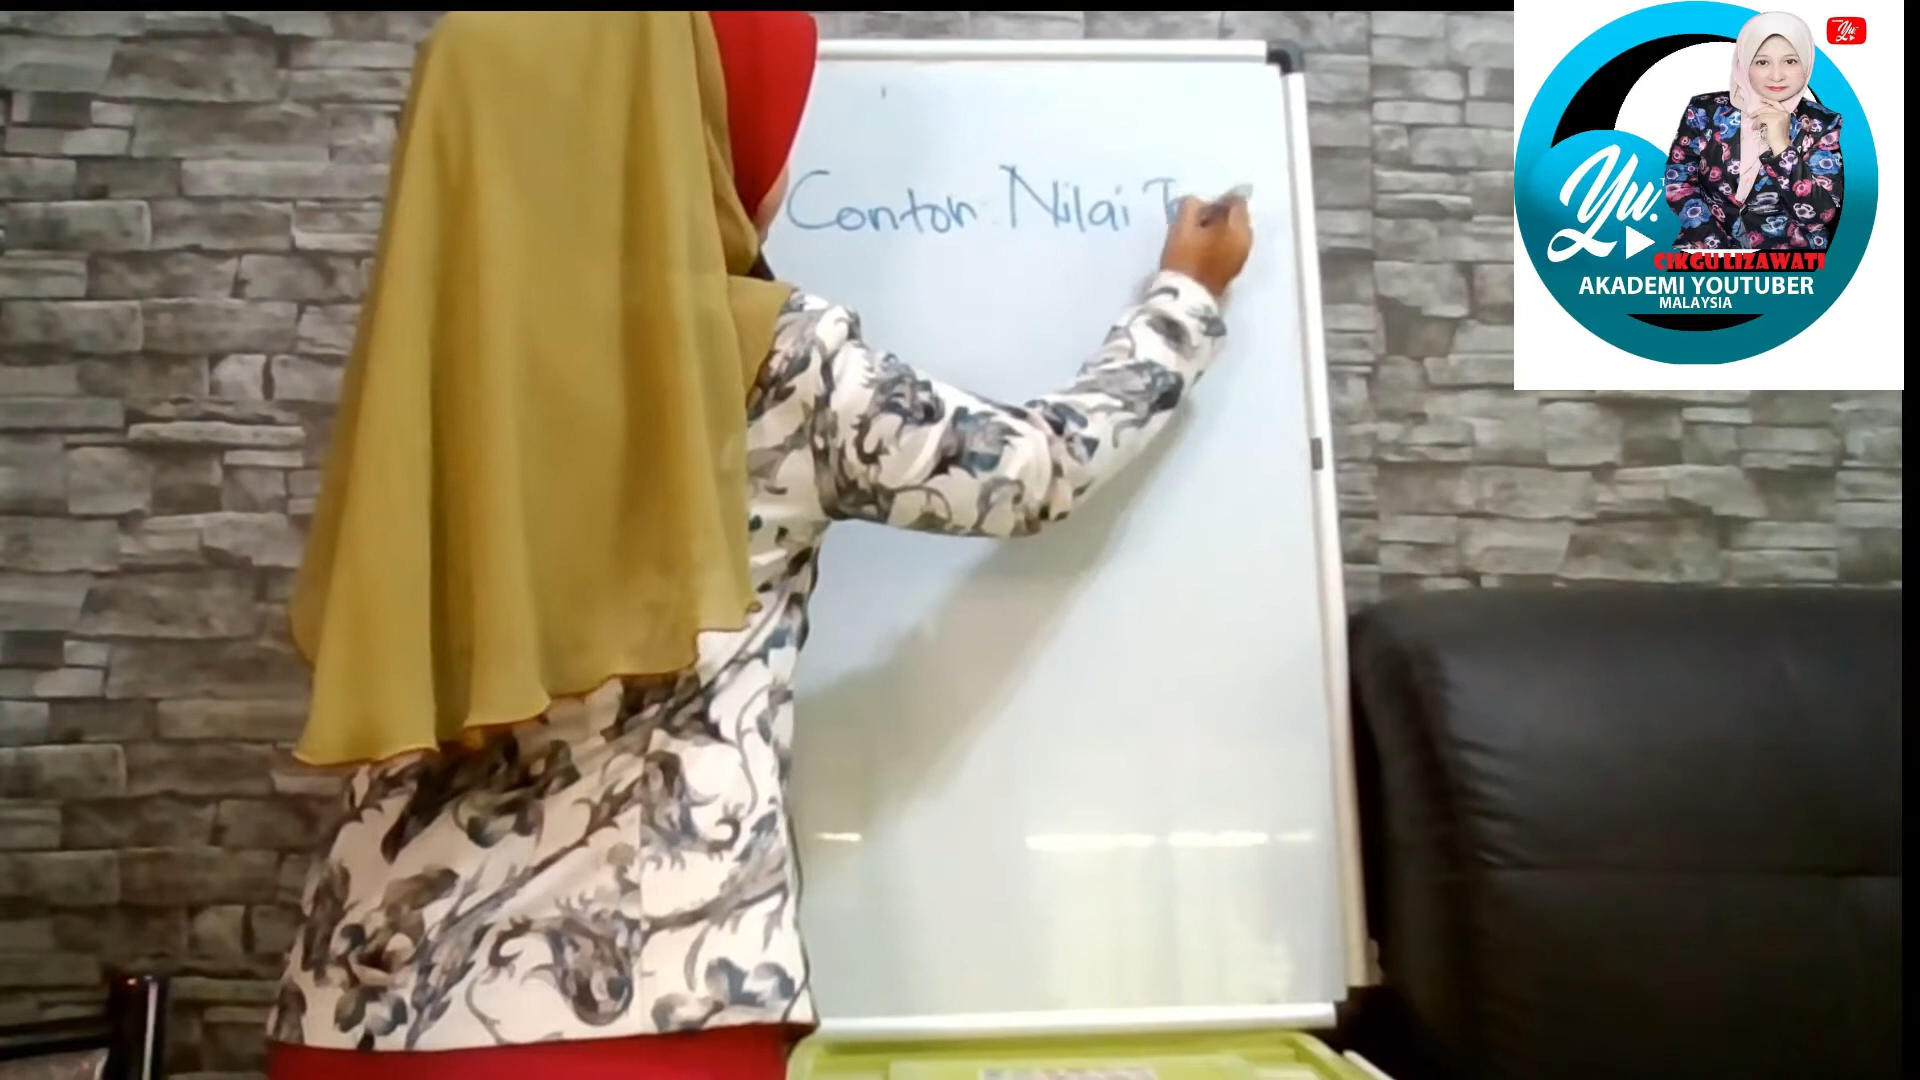 Contoh Nilai
Yu.
CIKGU LIZAWATI
AKADEMI YOUTUBER
MALAYSIA